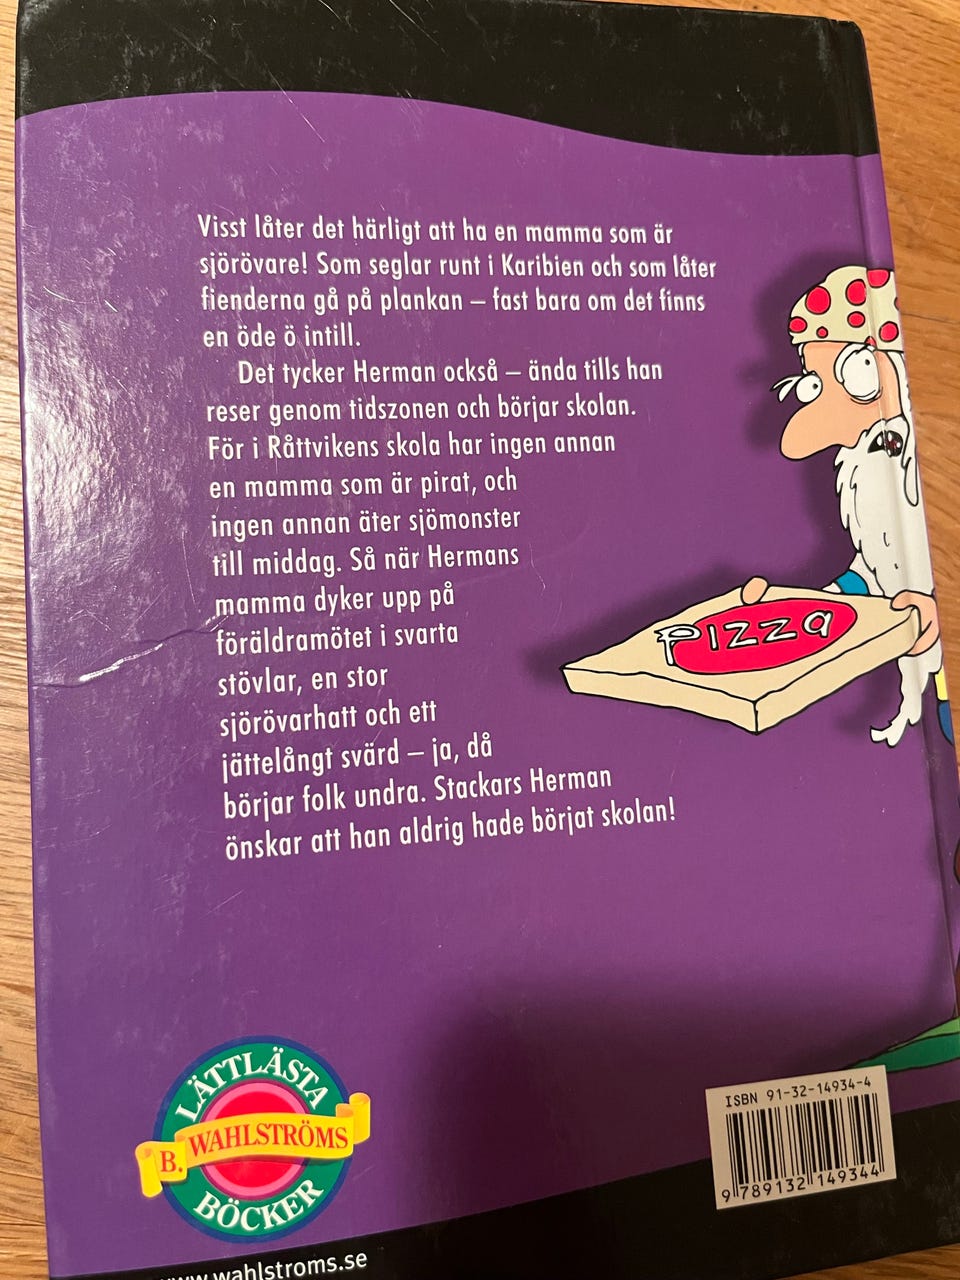 Visst låter det härligt att ha en mamma som är
sjörövare! Som seglar runt i Karibien och som låter
fienderna gå på plankan – fast bara om det finns
en öde ö intill.
Det tycker Herman också – ända tills han
reser genom tidszonen och börjar skolan.
För i Råttvikens skola har ingen annan
en mamma som är pirat, och
ingen annan äter sjömonster
till middag. Så när Hermans
mamma dyker upp på
föräldramötet i svarta
stövlar, en stor
sjörövarhatt och ett
jättelångt svärd – ja, då
börjar folk undra. Stackars Herman
önskar att han aldrig hade börjat skolan!
pizza
LÄTTLÄSTA
B. WAHLSTRÖMS
BÖCKER
www.wahlstroms.se
ISBN 91-32-14934-4
9 789132 149344